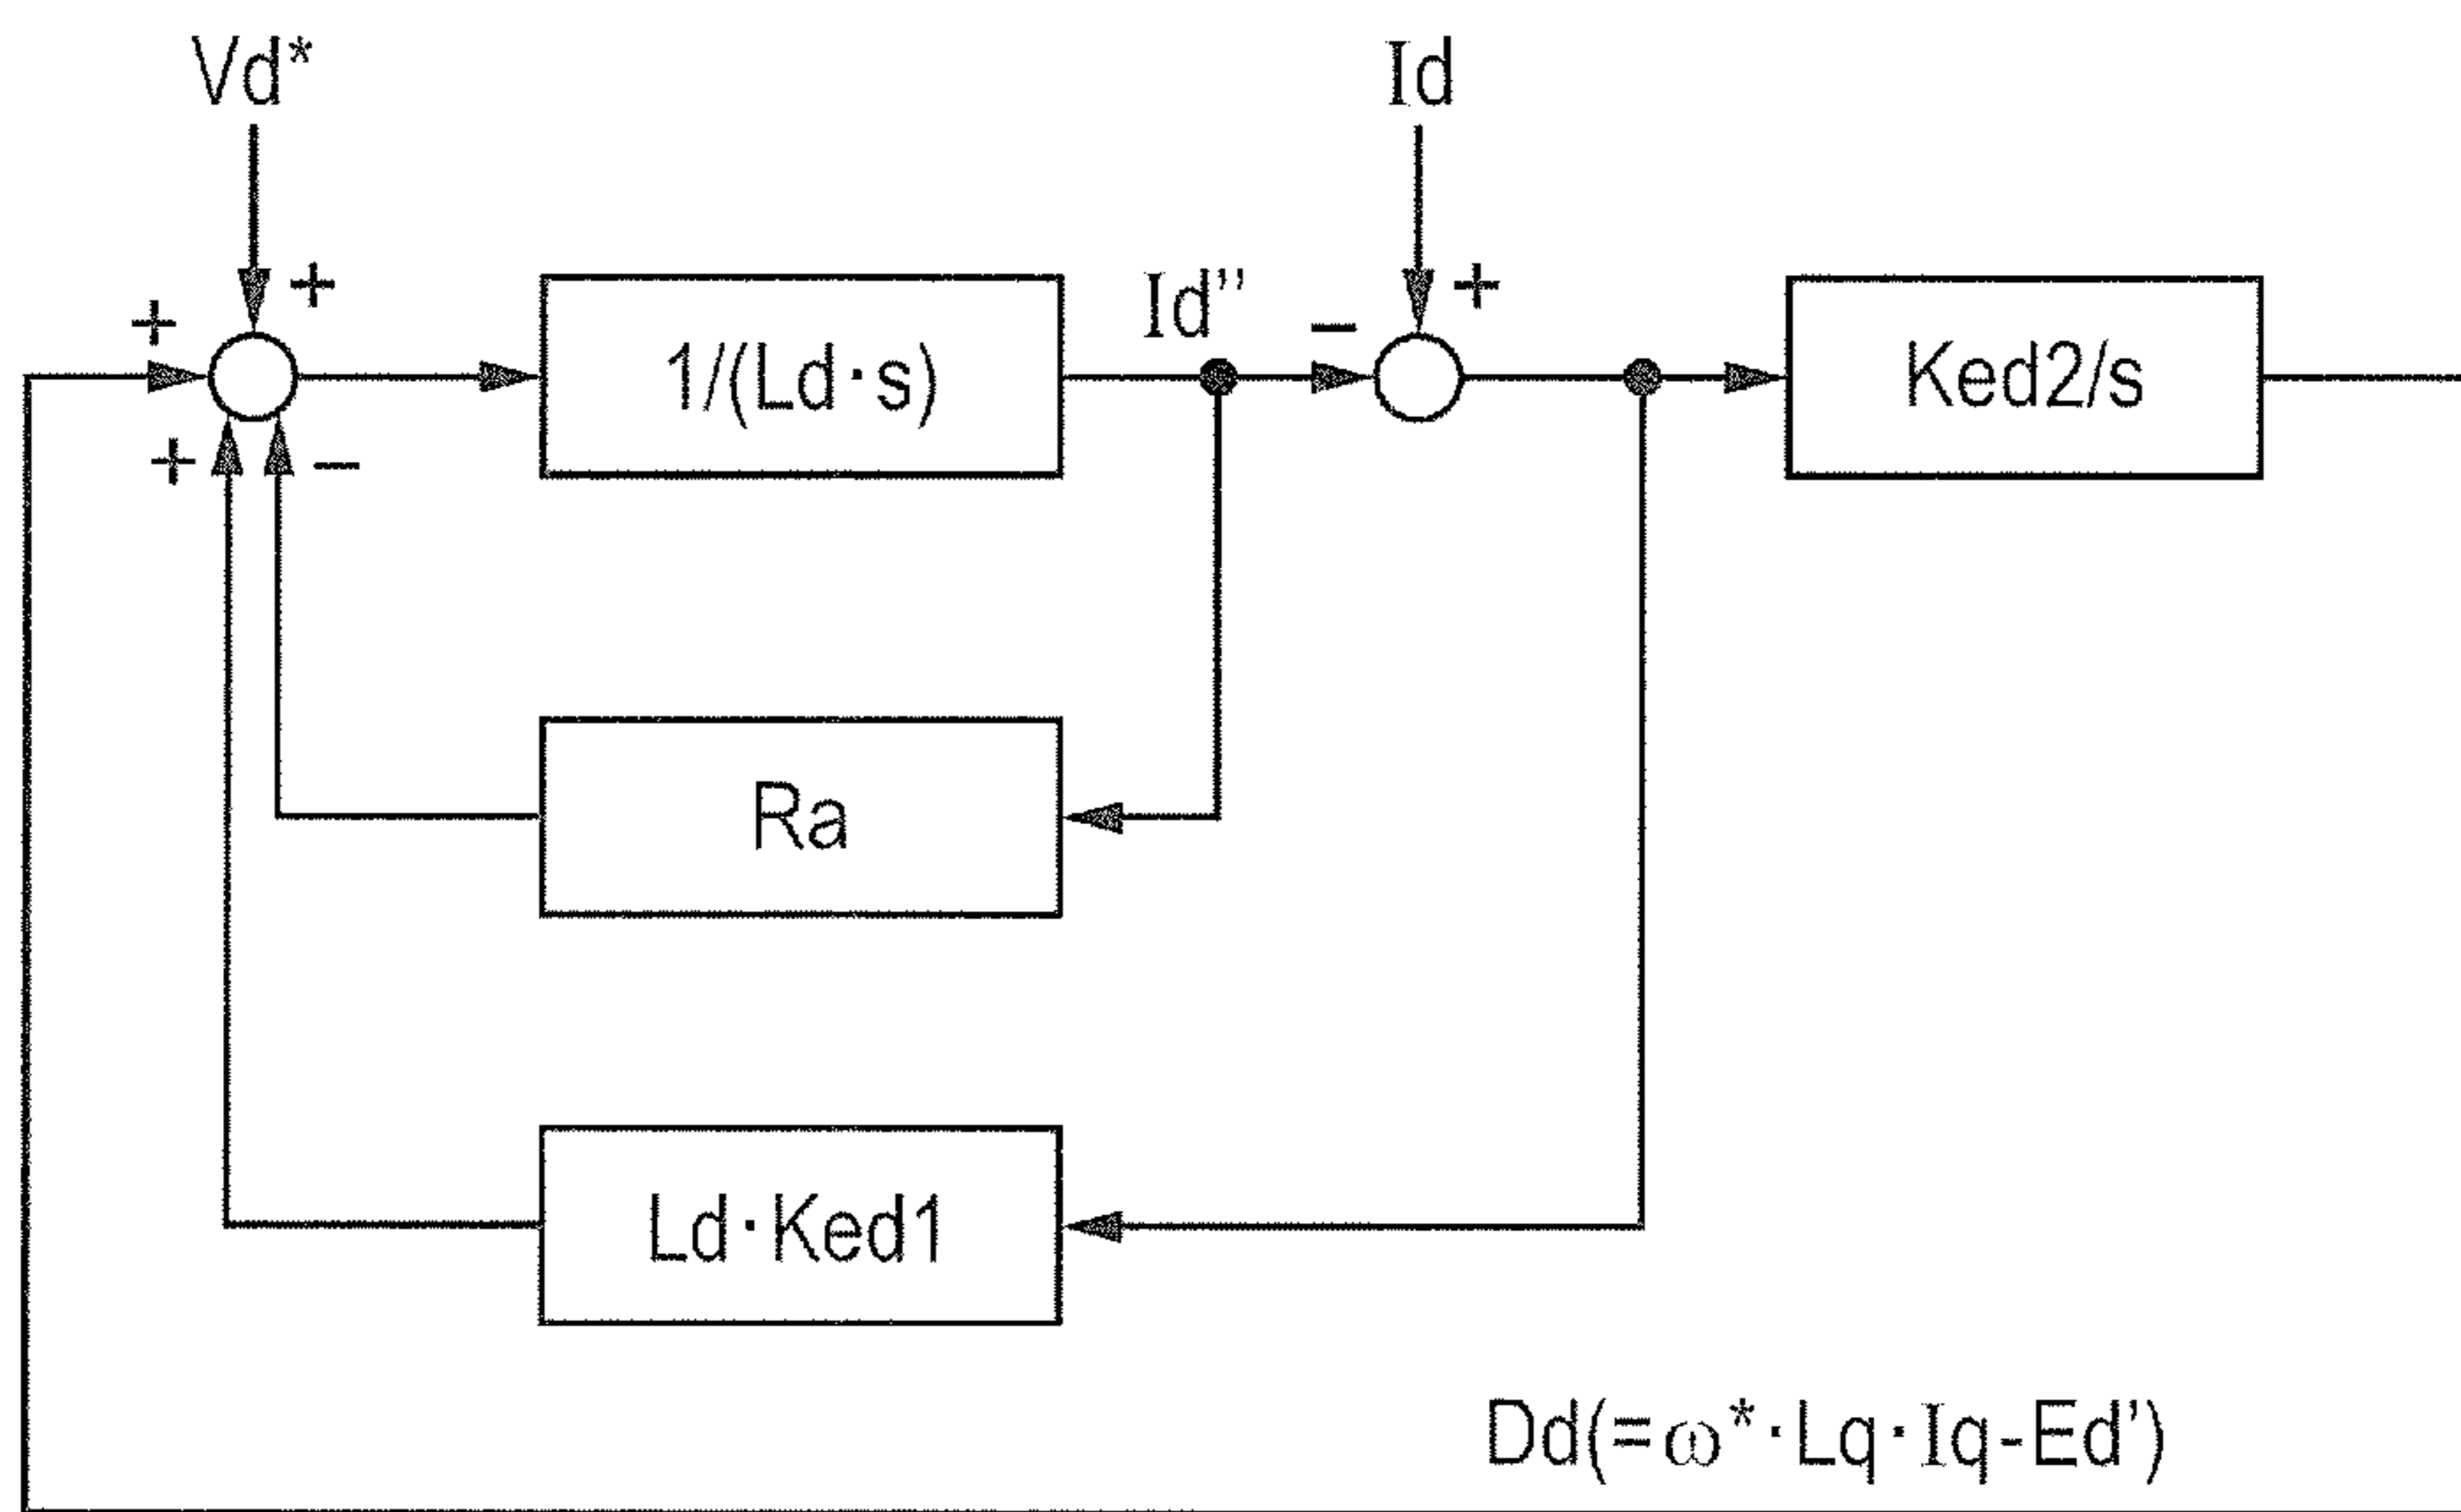 Vd*
Id
+
+
+
1/(Ld·s)
Id''
−
Ked2/s
+
−
Ra
Ld·Ked1
Dd(=ω*·Lq·Iq-Ed')